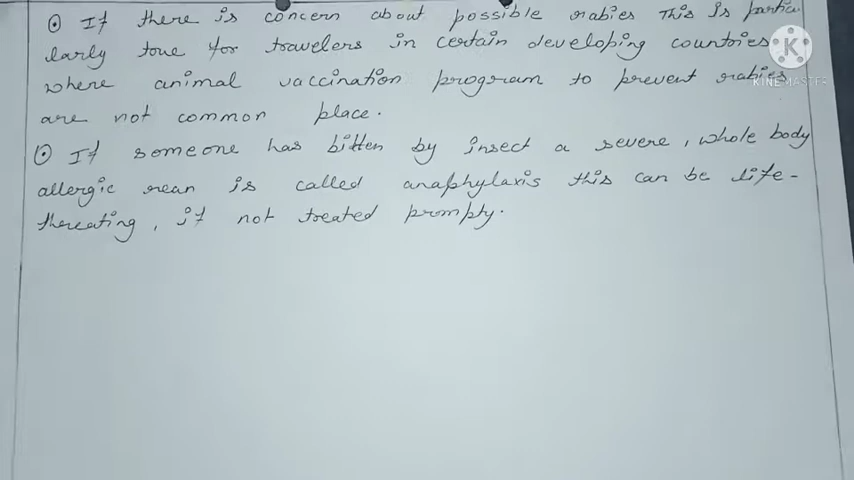 ⊙ If there is concern about possible rabies This is particu
larly true for travelers in certain developing countries
where animal vaccination program to prevent rabies
are not common place.
⊙ If someone has bitten by insect a severe, whole body
allergic rean is called anaphylaxis this can be life-
threating, if not treated prompty.
K
KINEMASTER